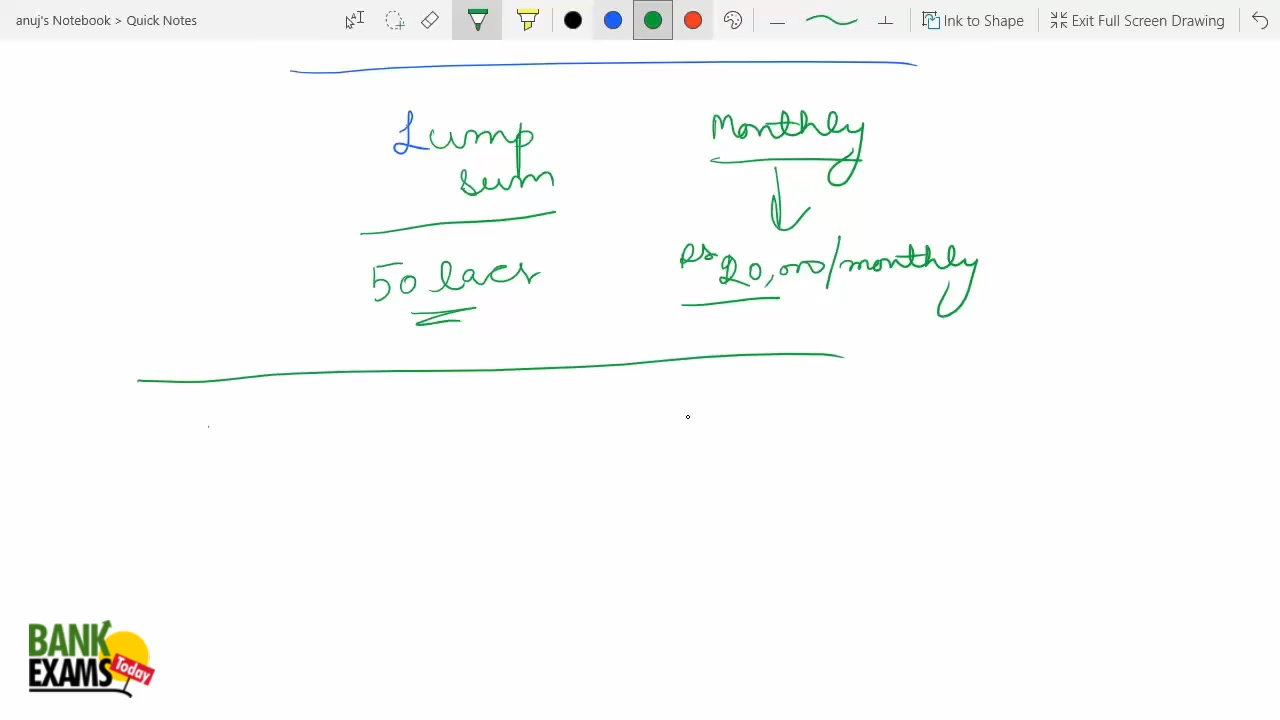 anuj's Notebook > Quick Notes
Ink to Shape
Exit Full Screen Drawing
Lump
sum
50 lacs
Monthly
Rs 20,000/monthly
BANK
EXAMS
Today